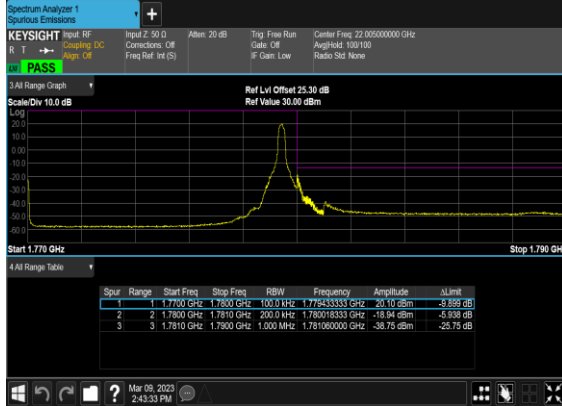 Spectrum Analyzer 1
Spurious Emissions
KEYSIGHT Input: RF Input Z: 50 Ω Atten: 20 dB Trig: Free Run Center Freq: 22.005000000 GHz
R T Coupling: DC Corrections: Off Gate: Off Avg|Hold: 100/100
Align: Off Freq Ref: Int (S) IF Gain: Low Radio Std: None
PASS
3 All Range Graph
Ref Lvl Offset 25.30 dB
Scale/Div 10.0 dB Ref Value 30.00 dBm
Log
20.0
10.0
0.00
-10.0
-20.0
-30.0
-40.0
-50.0
-60.0
Start 1.770 GHz Stop 1.790 GH
4 All Range Table
Spur Range Start Freq Stop Freq RBW Frequency Amplitude ΔLimit
1 1 1.7700 GHz 1.7800 GHz 100.0 kHz 1.779433333 GHz 20.10 dBm -9.899 dB
2 2 1.7800 GHz 1.7810 GHz 200.0 kHz 1.780018333 GHz -18.94 dBm -5.938 dB
3 3 1.7810 GHz 1.7900 GHz 1.000 MHz 1.781060000 GHz -38.75 dBm -25.75 dB
Mar 09, 2023
2:43:33 PM